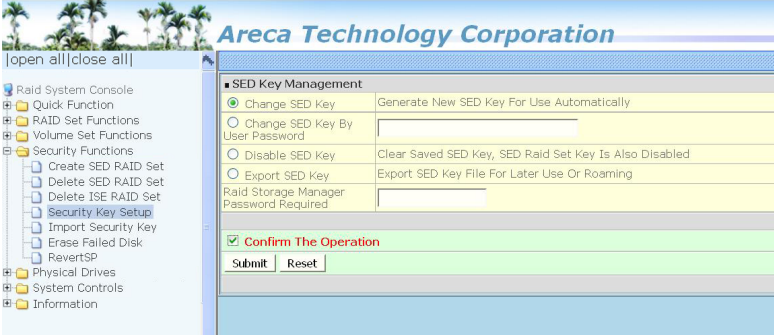 Areca Technology Corporation
|open all|close all|
Raid System Console
Quick Function
RAID Set Functions
Volume Set Functions
Security Functions
Create SED RAID Set
Delete SED RAID Set
Delete ISE RAID Set
Security Key Setup
Import Security Key
Erase Failed Disk
RevertSP
Physical Drives
System Controls
Information
SED Key Management
Change SED Key
Generate New SED Key For Use Automatically
Change SED Key By
User Password
Disable SED Key
Clear Saved SED Key, SED Raid Set Key Is Also Disabled
Export SED Key
Export SED Key File For Later Use Or Roaming
Raid Storage Manager
Password Required
Confirm The Operation
Submit
Reset